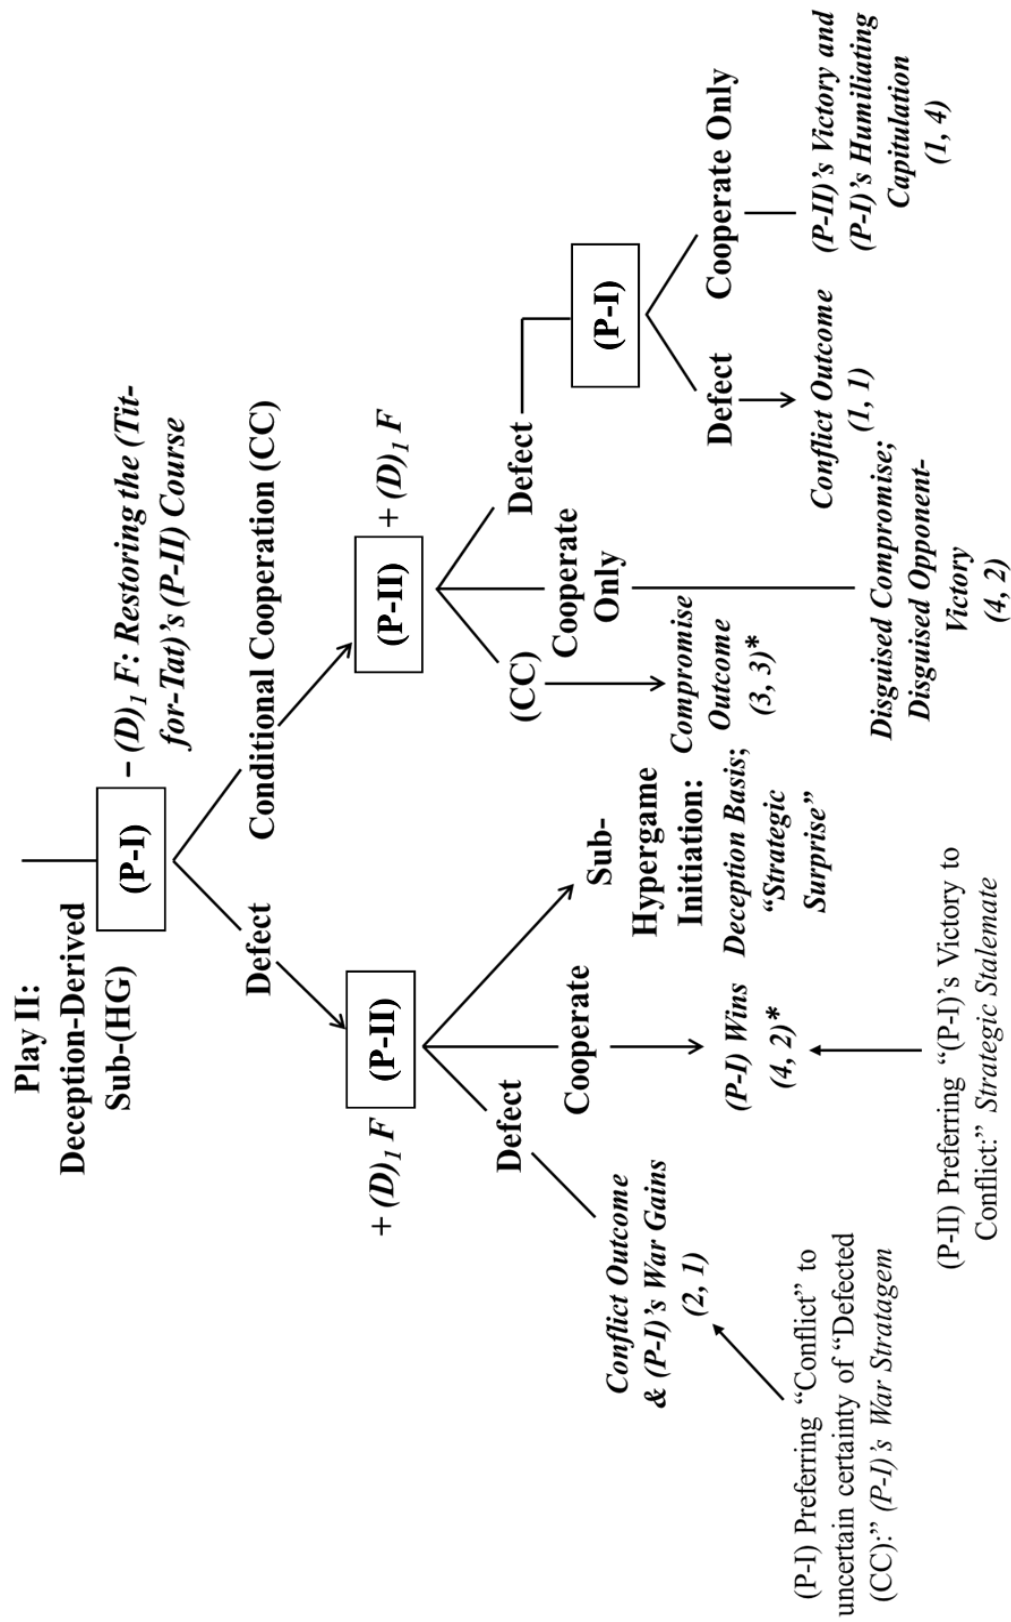 Play II:
Deception-Derived
Sub-(HG)
(P-I)
– (D)1 F: Restoring the (Tit-
for-Tat)’s (P-II) Course
Defect
Conditional Cooperation (CC)
+ (D)1 F
(P-II)
(P-II)
+ (D)1 F
Defect
Cooperate
Sub-
Hypergame
Initiation:
Deception Basis;
“Strategic
Surprise”
(CC)
Cooperate
Only
Defect
(P-I)
Conflict Outcome
& (P-I)’s War Gains
(2, 1)
(P-I) Wins
(4, 2)*
Compromise
Outcome
(3, 3)*
Defect
Cooperate Only
Disguised Compromise;
Disguised Opponent-
Victory
(4, 2)
Conflict Outcome
(1, 1)
(P-II)’s Victory and
(P-I)’s Humiliating
Capitulation
(1, 4)
(P-I) Preferring “Conflict” to
uncertain certainty of “Defected
(CC):” (P-I)’s War Stratagem
(P-II) Preferring “(P-I)’s Victory to
Conflict:” Strategic Stalemate